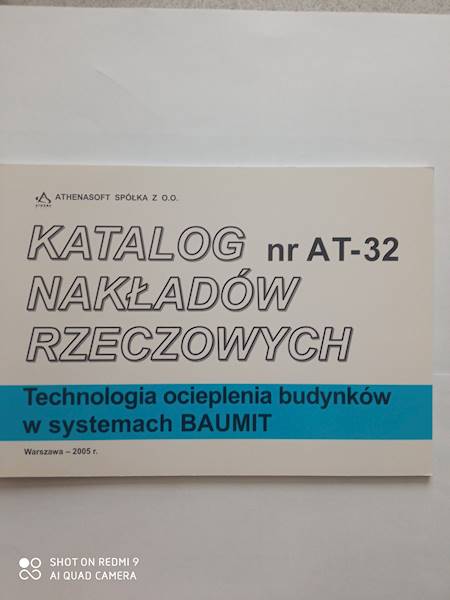 ATHENASOFT SPÓŁKA Z O.O.
KATALOG nr AT-32
NAKŁADÓW
RZECZOWYCH
Technologia ocieplenia budynków
w systemach BAUMIT
Warszawa – 2005 r.
SHOT ON REDMI 9
AI QUAD CAMERA